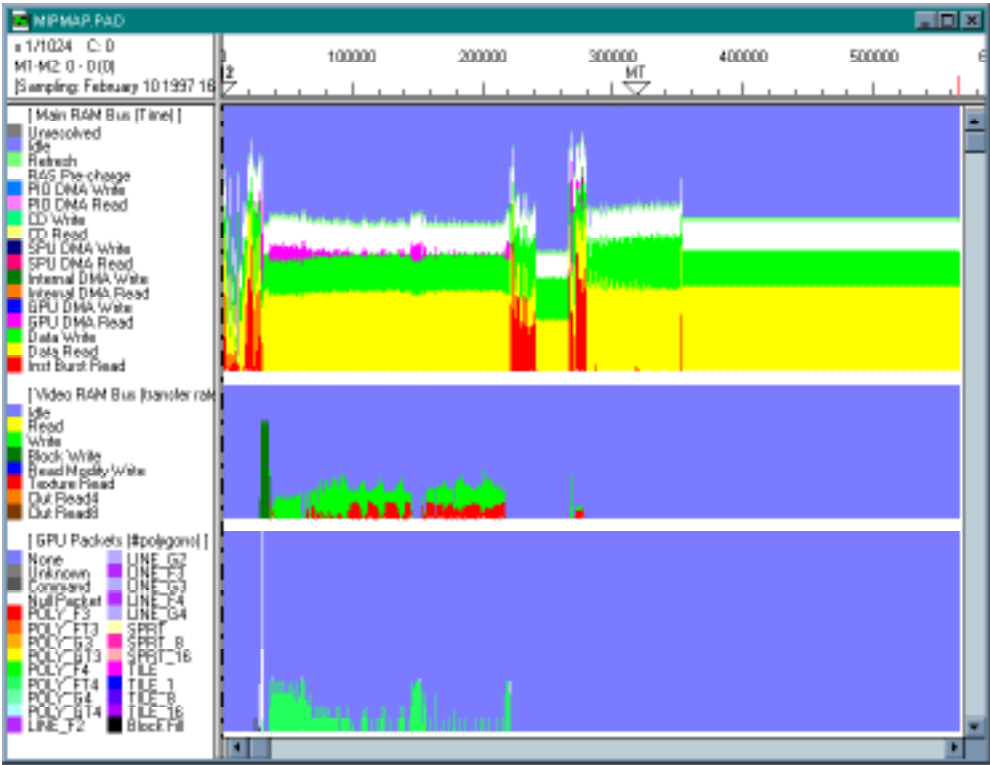 MIPMAP.PAD
x 1/1024 C: 0
M1-M2: 0 - 0 (0)
[Sampling: February 10 1997 16
100000 200000 300000 400000 500000 6
2 MT
[ Main RAM Bus (Time) ]
Unresolved
Idle
Refresh
RAS Pre-charge
PIO DMA Write
PIO DMA Read
CD Write
CD Read
SPU DMA Write
SPU DMA Read
Internal DMA Write
Internal DMA Read
GPU DMA Write
GPU DMA Read
Data Write
Data Read
Inst Burst Read
[ Video RAM Bus (transfer rate
Idle
Read
Write
Block Write
Read Modify Write
Texture Read
Clut Read4
Clut Read8
[ GPU Packets (#polygons) ]
None LINE_G2
Unknown LINE_F3
Command LINE_G3
Null Packet LINE_F4
POLY_F3 LINE_G4
POLY_FT3 SPRT
POLY_G3 SPRT_8
POLY_GT3 SPRT_16
POLY_F4 TILE
POLY_FT4 TILE_1
POLY_G4 TILE_8
POLY_GT4 TILE_16
LINE_F2 Block Fill